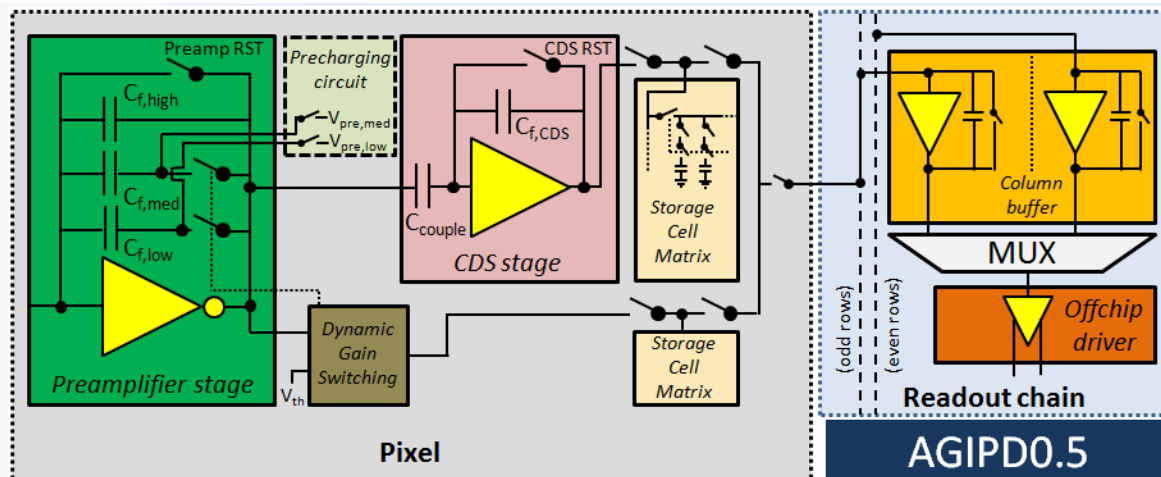 Preamp RST
C_f,high
C_f,med
C_f,low
Preamplifier stage
Precharging
circuit
V_pre,med
V_pre,low
CDS RST
C_f,CDS
C_couple
CDS stage
Dynamic
Gain
Switching
V_th
Storage
Cell
Matrix
Storage
Cell
Matrix
Pixel
(odd rows)
(even rows)
Column
buffer
MUX
Offchip
driver
Readout chain
AGIPD0.5